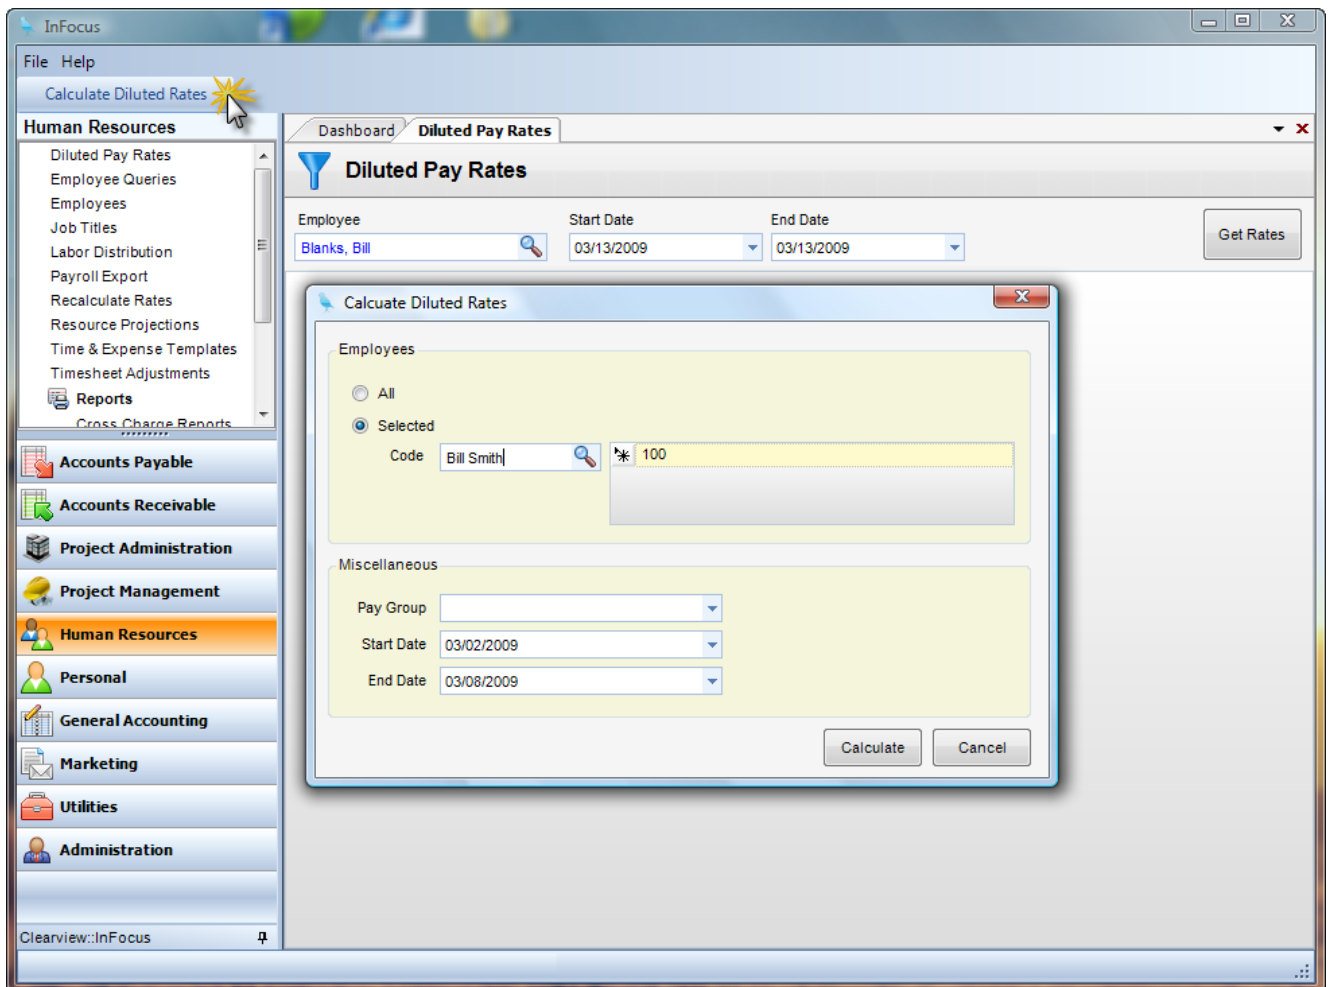 InFocus
File Help
Calculate Diluted Rates
Human Resources
Diluted Pay Rates
Employee Queries
Employees
Job Titles
Labor Distribution
Payroll Export
Recalculate Rates
Resource Projections
Time & Expense Templates
Timesheet Adjustments
Reports
Cross Charge Reports
Accounts Payable
Accounts Receivable
Project Administration
Project Management
Human Resources
Personal
General Accounting
Marketing
Utilities
Administration
Clearview::InFocus
Dashboard Diluted Pay Rates
Diluted Pay Rates
Employee Start Date End Date
Blanks, Bill 03/13/2009 03/13/2009 Get Rates
Calcuate Diluted Rates
Employees
All
Selected
Code Bill Smith 100
Miscellaneous
Pay Group
Start Date 03/02/2009
End Date 03/08/2009
Calculate Cancel